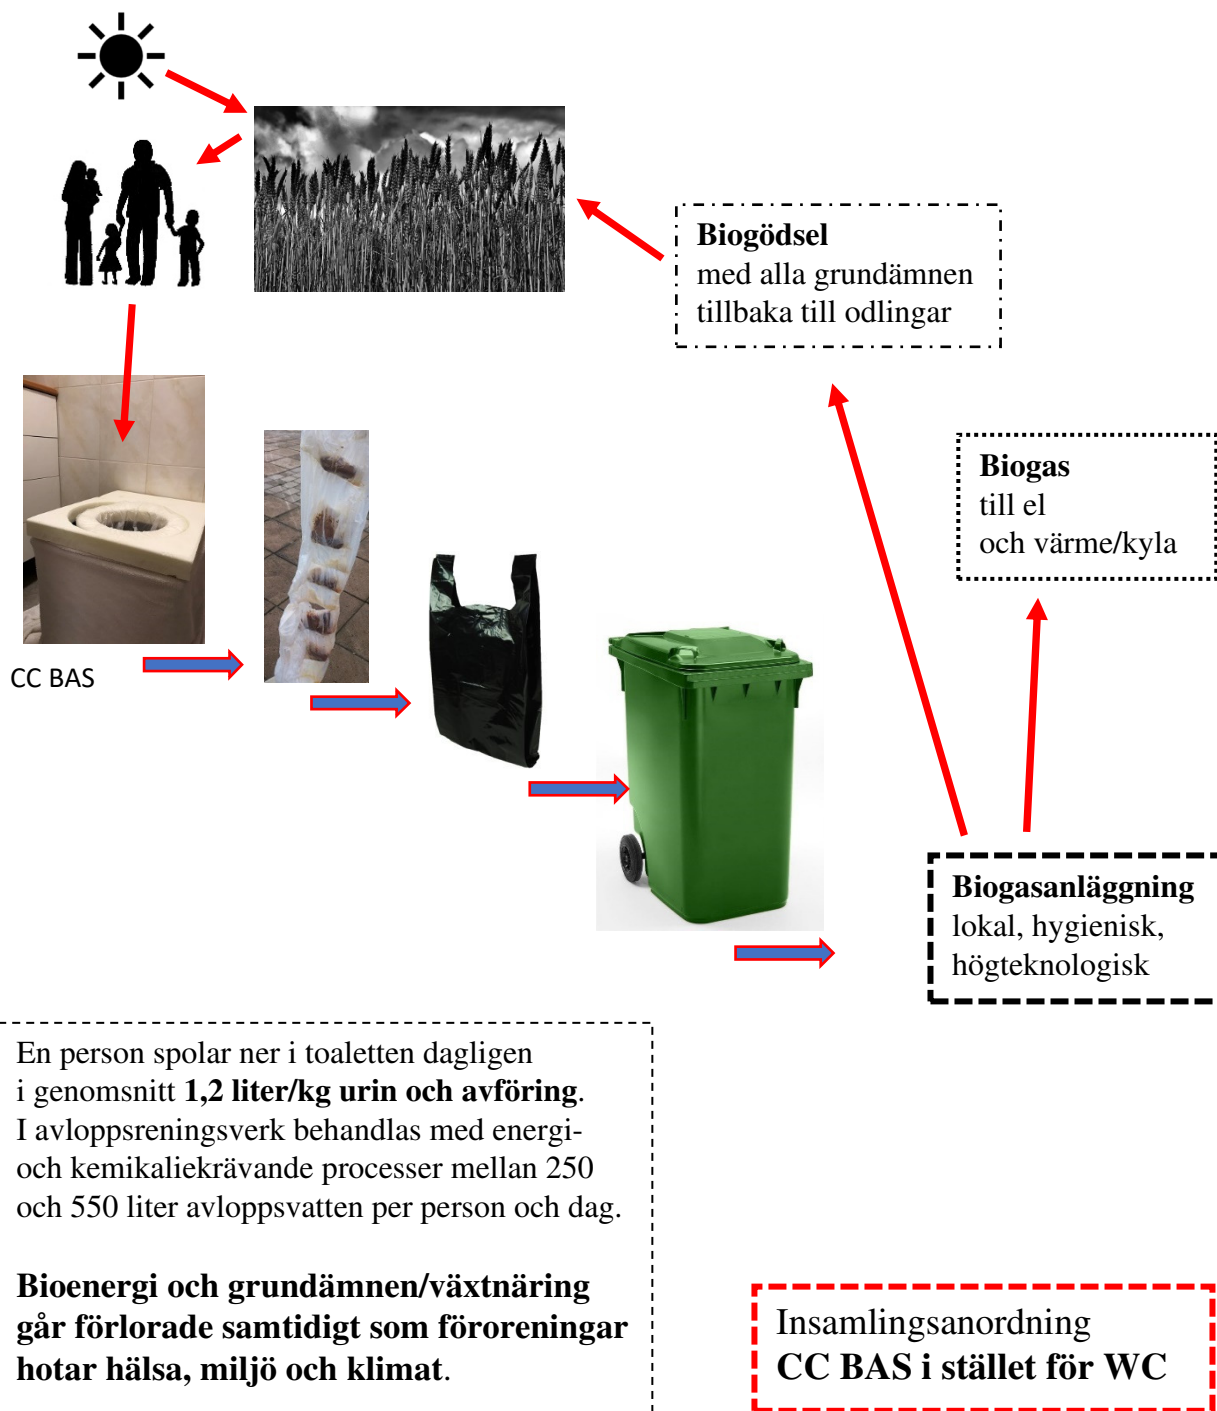 Biogödsel
med alla grundämnen
tillbaka till odlingar
Biogas
till el
och värme/kyla
CC BAS
Biogasanläggning
lokal, hygienisk,
högteknologisk
En person spolar ner i toaletten dagligen
i genomsnitt 1,2 liter/kg urin och avföring.
I avloppsreningsverk behandlas med energi-
och kemikaliekrävande processer mellan 250
och 550 liter avloppsvatten per person och dag.
Bioenergi och grundämnen/växtnäring
går förlorade samtidigt som föroreningar
hotar hälsa, miljö och klimat.
Insamlingsanordning
CC BAS i stället för WC